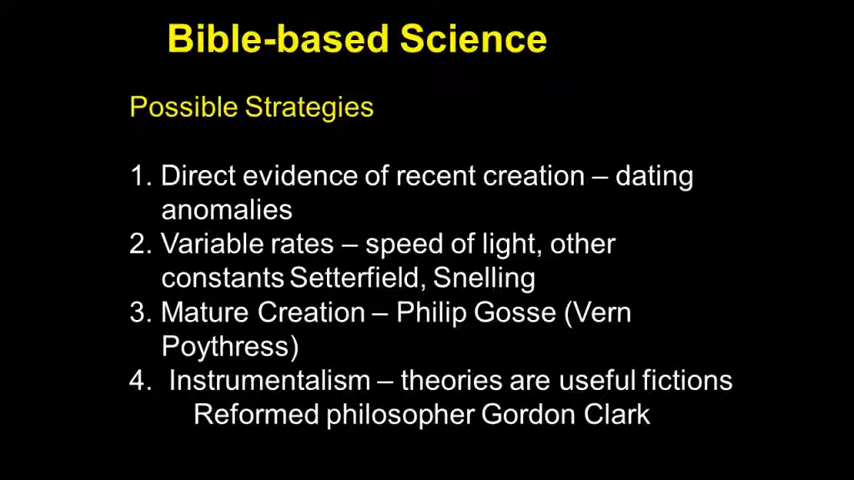 Bible-based Science
Possible Strategies
1. Direct evidence of recent creation – dating
anomalies
2. Variable rates – speed of light, other
constants Setterfield, Snelling
3. Mature Creation – Philip Gosse (Vern
Poythress)
4. Instrumentalism – theories are useful fictions
Reformed philosopher Gordon Clark